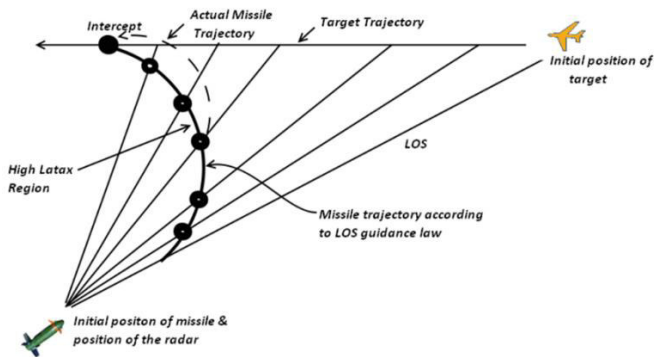 Intercept
Actual Missile
Trajectory
Target Trajectory
Initial position of
target
LOS
High Latax
Region
Missile trajectory according
to LOS guidance law
Initial positon of missile &
position of the radar